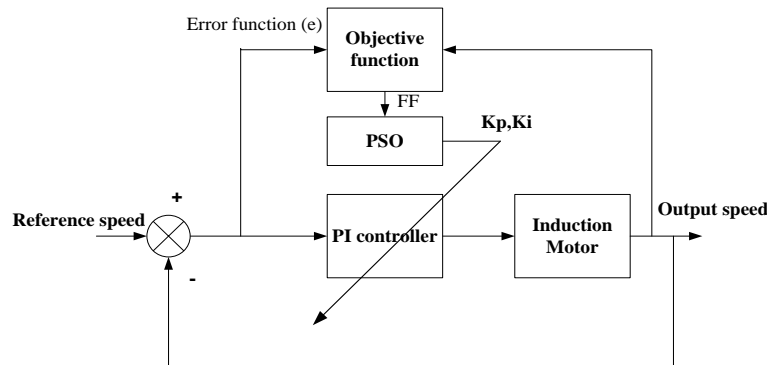 Error function (e)
Objective
function
FF
PSO
Kp,Ki
+
Reference speed
PI controller
Induction
Motor
Output speed
-